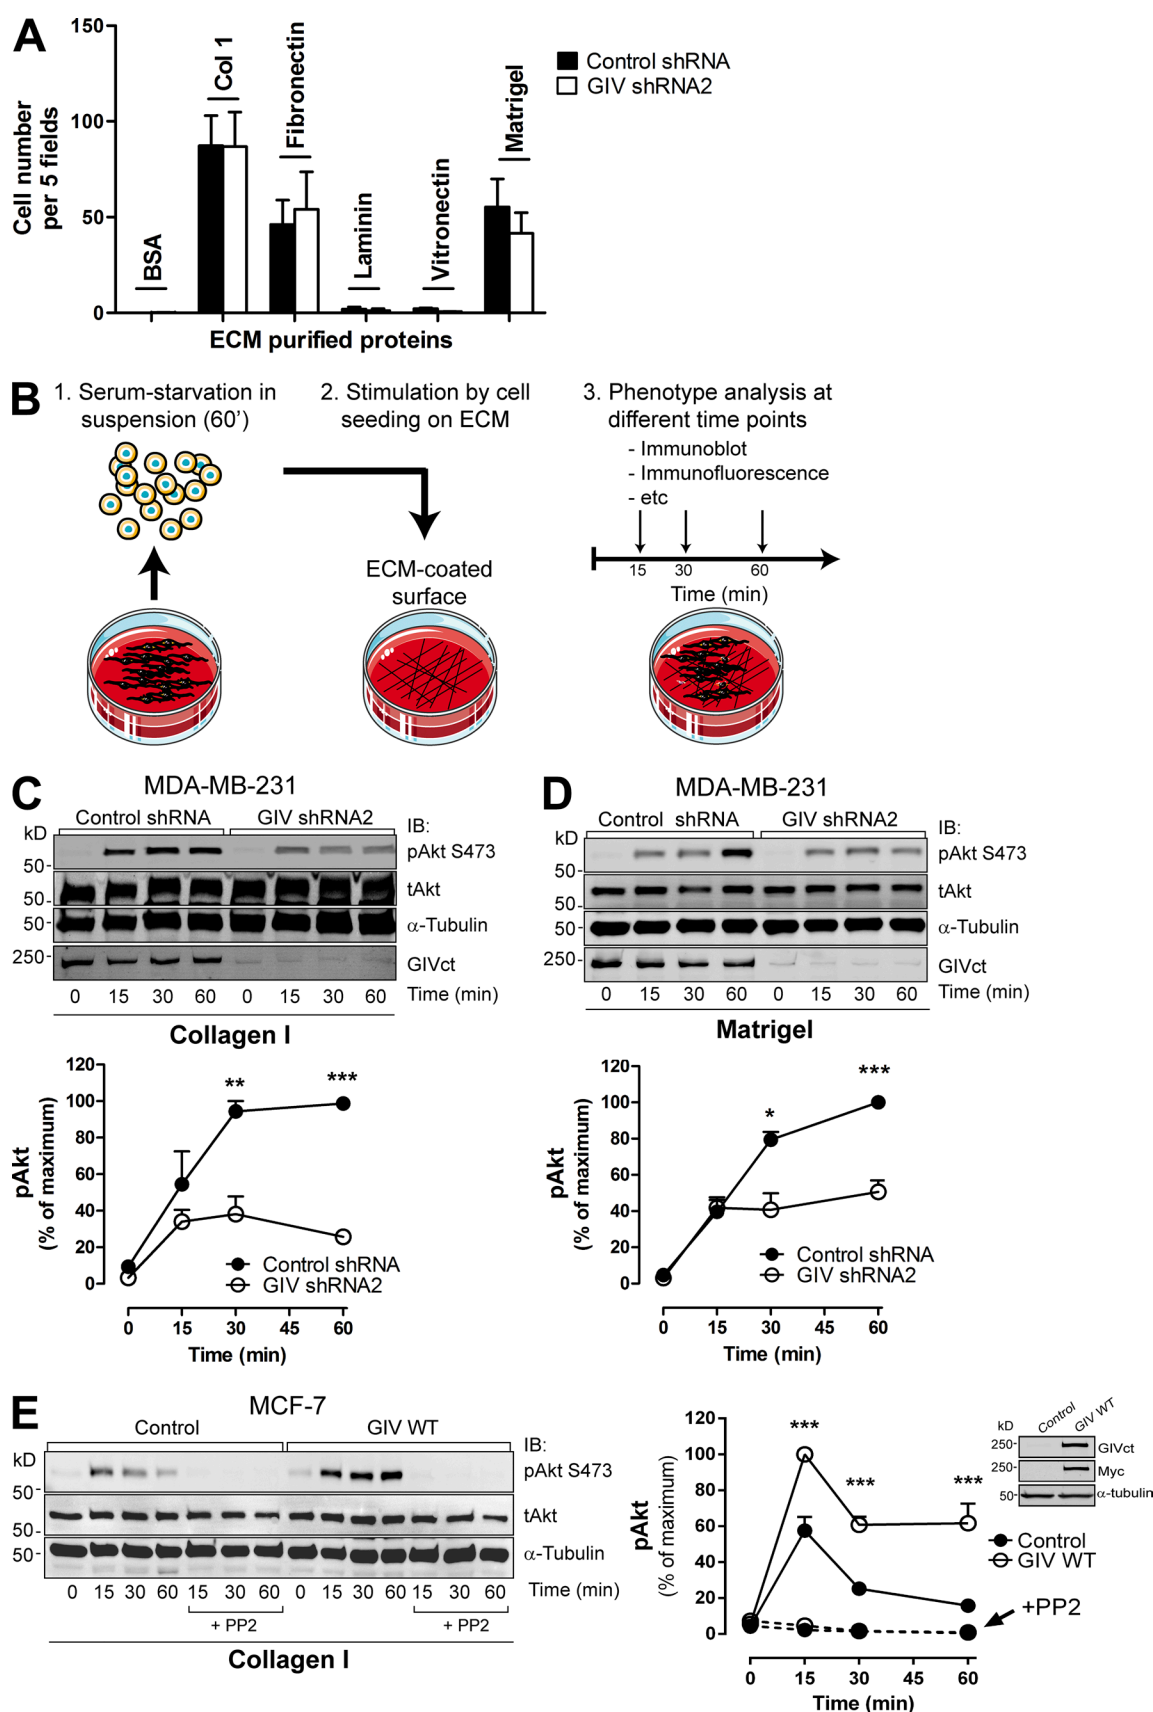 A
150
100
50
0
Cell number
per 5 fields
BSA
Col 1
Fibronectin
Laminin
Vitronectin
Matrigel
ECM purified proteins
Control shRNA
GIV shRNA2
B
1. Serum-starvation in
suspension (60')
2. Stimulation by cell
seeding on ECM
ECM-coated
surface
3. Phenotype analysis at
different time points
- Immunoblot
- Immunofluorescence
- etc
15 30 60
Time (min)
C
MDA-MB-231
Control shRNA GIV shRNA2
kD IB:
50- pAkt S473
50- tAkt
50- α-Tubulin
250- GIVct
0 15 30 60 0 15 30 60 Time (min)
Collagen I
120
100
80
60
40
20
0
pAkt
(% of maximum)
** ***
Control shRNA
GIV shRNA2
0 15 30 45 60
Time (min)
D
MDA-MB-231
Control shRNA GIV shRNA2
kD IB:
50- pAkt S473
50- tAkt
50- α-Tubulin
250- GIVct
0 15 30 60 0 15 30 60 Time (min)
Matrigel
120
100
80
60
40
20
0
pAkt
(% of maximum)
* ***
Control shRNA
GIV shRNA2
0 15 30 45 60
Time (min)
E
MCF-7
Control GIV WT
kD IB:
50- pAkt S473
50- tAkt
50- α-Tubulin
0 15 30 60 15 30 60 0 15 30 60 15 30 60 Time (min)
+ PP2 + PP2
Collagen I
120
100
80
60
40
20
0
pAkt
(% of maximum)
*** *** ***
kD Control GIV WT
250- GIVct
250- Myc
50- α-tubulin
Control
GIV WT
+PP2
0 15 30 45 60
Time (min)